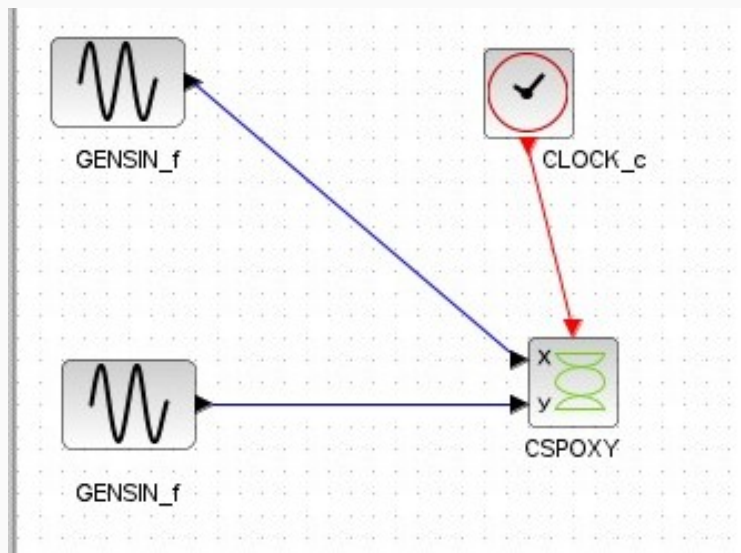 GENSIN_f
CLOCK_c
X
y
CSPOXY
GENSIN_f